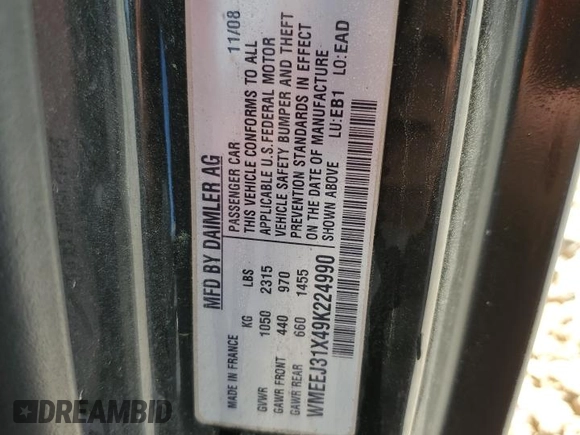 MFD BY DAIMLER AG 11/08
PASSENGER CAR
THIS VEHICLE CONFORMS TO ALL
APPLICABLE U.S.FEDERAL MOTOR
VEHICLE SAFETY BUMPER AND THEFT
PREVENTION STANDARDS IN EFFECT
ON THE DATE OF MANUFACTURE
SHOWN ABOVE LU:EB1 LO:EAD
MADE IN FRANCE KG LBS
GVWR 1050 2315
GAWR FRONT 440 970
GAWR REAR 660 1455
WMEEJ31X49K224990
DREAMBID